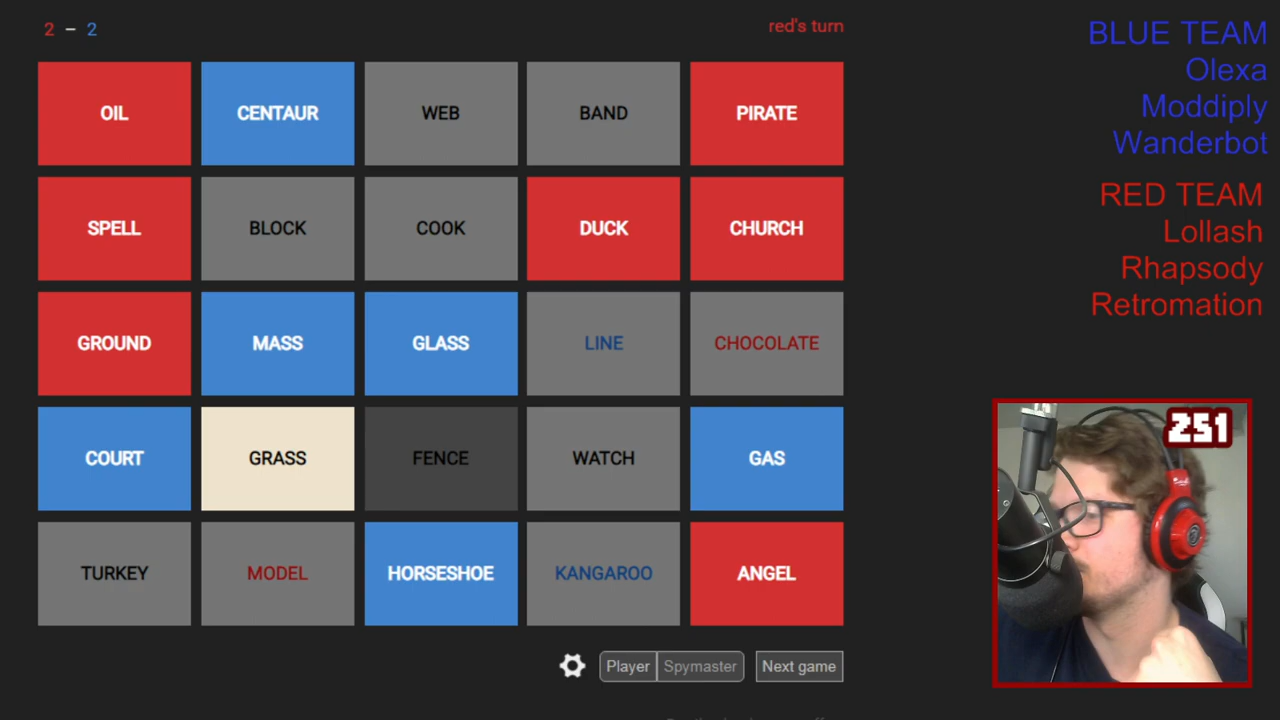 2 – 2
red's turn
OIL CENTAUR WEB BAND PIRATE
SPELL BLOCK COOK DUCK CHURCH
GROUND MASS GLASS LINE CHOCOLATE
COURT GRASS FENCE WATCH GAS
TURKEY MODEL HORSESHOE KANGAROO ANGEL
Player Spymaster Next game
BLUE TEAM
Olexa
Moddiply
Wanderbot
RED TEAM
Lollash
Rhapsody
Retromation
251